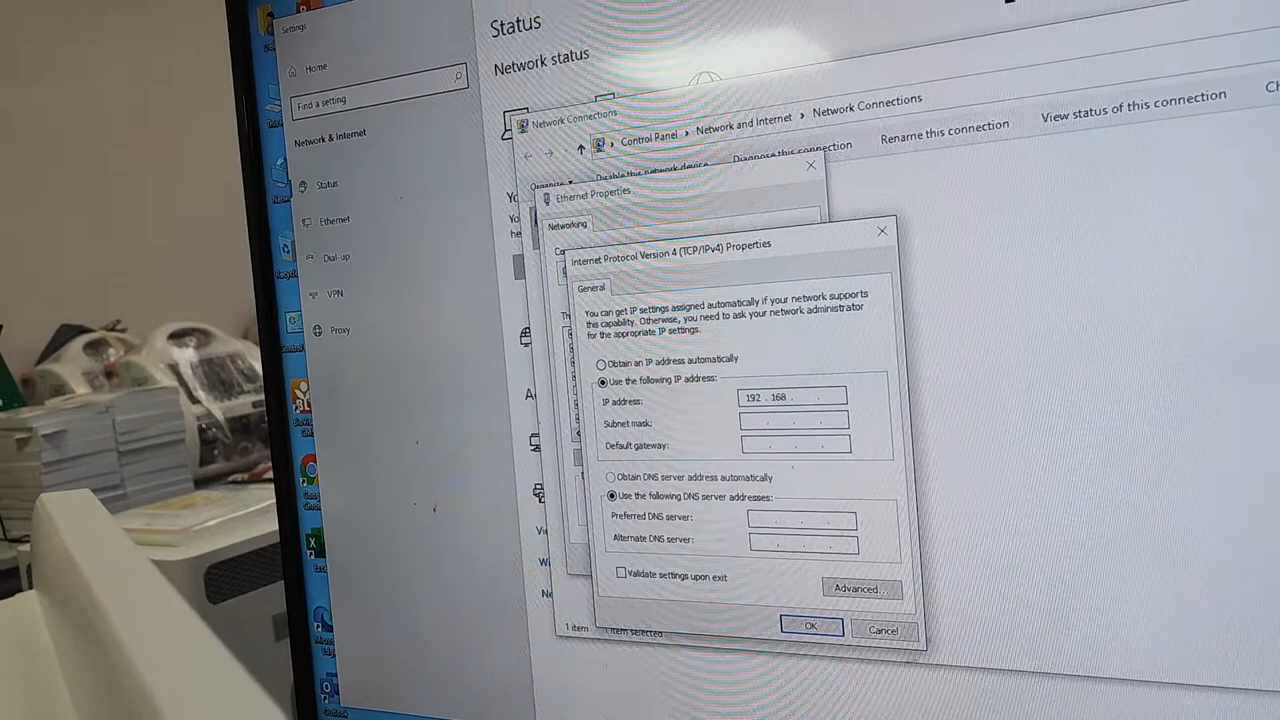 Settings
Home
Find a setting
Network & Internet
Status
Ethernet
Dial-up
VPN
Proxy
Status
Network status
Network Connections
Control Panel › Network and Internet › Network Connections
Organize
Disable this network device
Diagnose this connection
Rename this connection
View status of this connection
Ethernet Properties
Networking
Internet Protocol Version 4 (TCP/IPv4) Properties
General
You can get IP settings assigned automatically if your network supports
this capability. Otherwise, you need to ask your network administrator
for the appropriate IP settings.
Obtain an IP address automatically
Use the following IP address:
IP address: 192 . 168 . .
Subnet mask: . . .
Default gateway: . . .
Obtain DNS server address automatically
Use the following DNS server addresses:
Preferred DNS server: . . .
Alternate DNS server: . . .
Validate settings upon exit
Advanced...
OK
Cancel
1 item
1 item selected
Outlook